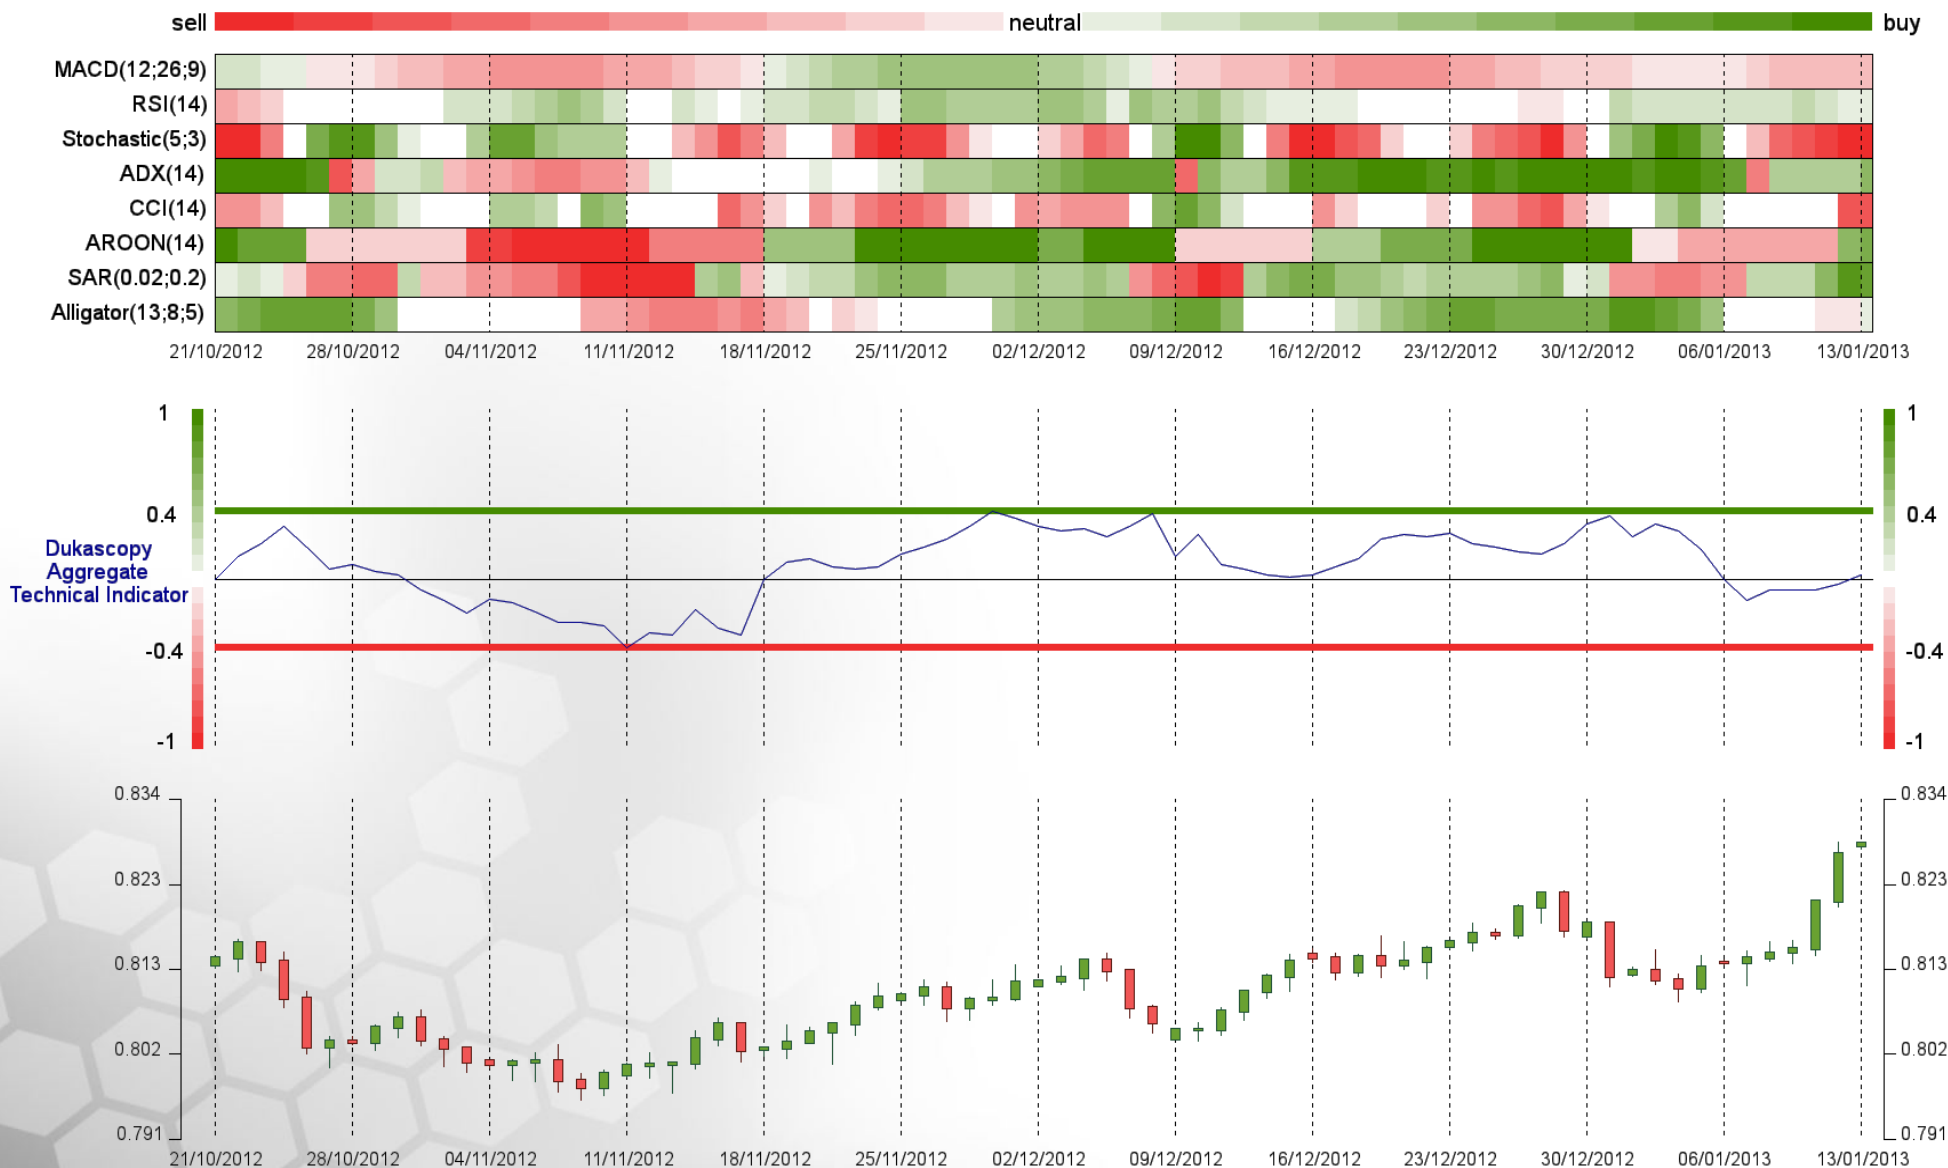 sell neutral buy
MACD(12;26;9)
RSI(14)
Stochastic(5;3)
ADX(14)
CCI(14)
AROON(14)
SAR(0.02;0.2)
Alligator(13;8;5)
21/10/2012 28/10/2012 04/11/2012 11/11/2012 18/11/2012 25/11/2012 02/12/2012 09/12/2012 16/12/2012 23/12/2012 30/12/2012 06/01/2013 13/01/2013
1 1
0.4 0.4
Dukascopy
Aggregate
Technical Indicator
-0.4 -0.4
-1 -1
0.834 0.834
0.823 0.823
0.813 0.813
0.802 0.802
0.791 0.791
21/10/2012 28/10/2012 04/11/2012 11/11/2012 18/11/2012 25/11/2012 02/12/2012 09/12/2012 16/12/2012 23/12/2012 30/12/2012 06/01/2013 13/01/2013